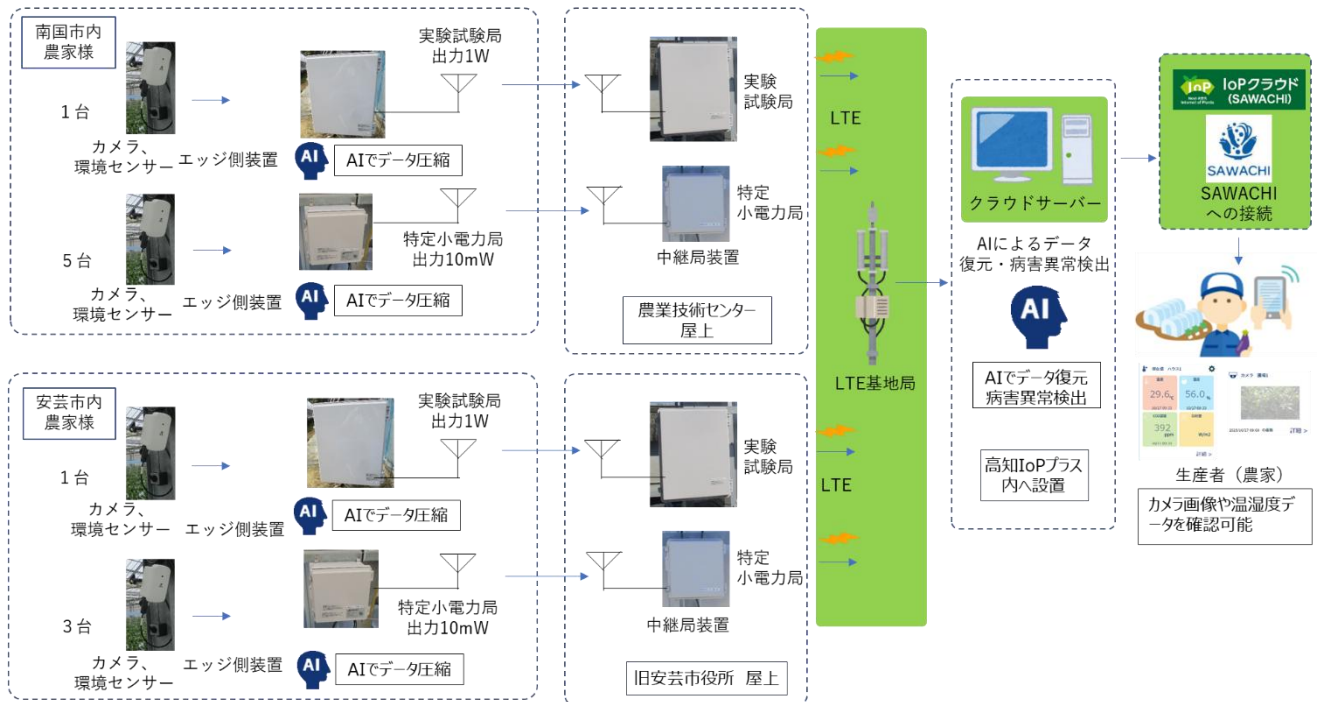 南国市内
農家様
1台
カメラ、
環境センサー
エッジ側装置
実験試験局
出力1W
AI
AIでデータ圧縮
5台
カメラ、
環境センサー
エッジ側装置
特定小電力局
出力10mW
AI
AIでデータ圧縮
実験
試験局
特定
小電力局
中継局装置
農業技術センター
屋上
安芸市内
農家様
1台
カメラ、
環境センサー
エッジ側装置
実験試験局
出力1W
AI
AIでデータ圧縮
3台
カメラ、
環境センサー
エッジ側装置
特定小電力局
出力10mW
AI
AIでデータ圧縮
実験
試験局
特定
小電力局
中継局装置
旧安芸市役所 屋上
LTE
LTE基地局
LTE
クラウドサーバー
AIによるデータ
復元・病害異常検出
AI
AIでデータ復元
病害異常検出
高知IoPプラス
内へ設置
IoP
IoPクラウド
(SAWACHI)
SAWACHI
SAWACHI
への接続
29.6℃
56.0%
392
ppm
W/m2
詳細 >
詳細 >
生産者（農家）
カメラ画像や温湿度デ
ータを確認可能